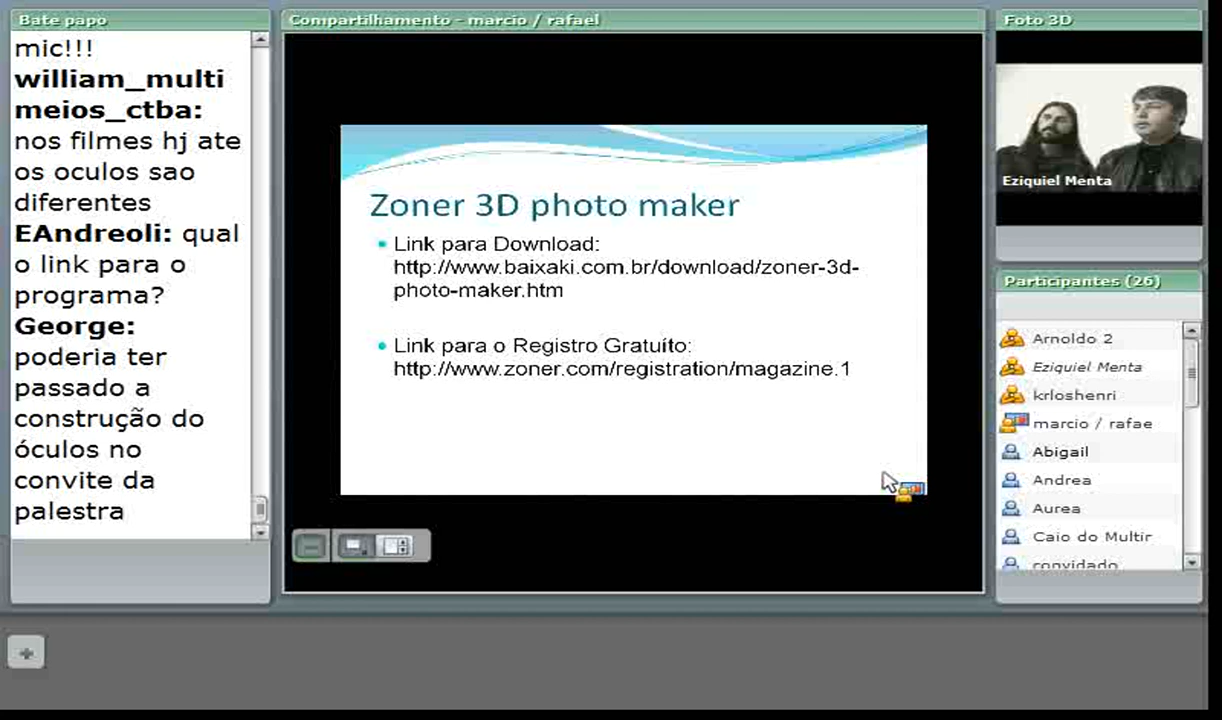 Bate papo
mic!!!
william_multi
meios_ctba:
nos filmes hj ate
os oculos sao
diferentes
EAndreoli: qual
o link para o
programa?
George:
poderia ter
passado a
construção do
óculos no
convite da
palestra
Compartilhamento - marcio / rafael
Zoner 3D photo maker
• Link para Download:
http://www.baixaki.com.br/download/zoner-3d-
photo-maker.htm
• Link para o Registro Gratuíto:
http://www.zoner.com/registration/magazine.1
Foto 3D
Eziquiel Menta
Participantes (26)
Arnoldo 2
Eziquiel Menta
krloshenri
marcio / rafae
Abigail
Andrea
Aurea
Caio do Multir
convidado